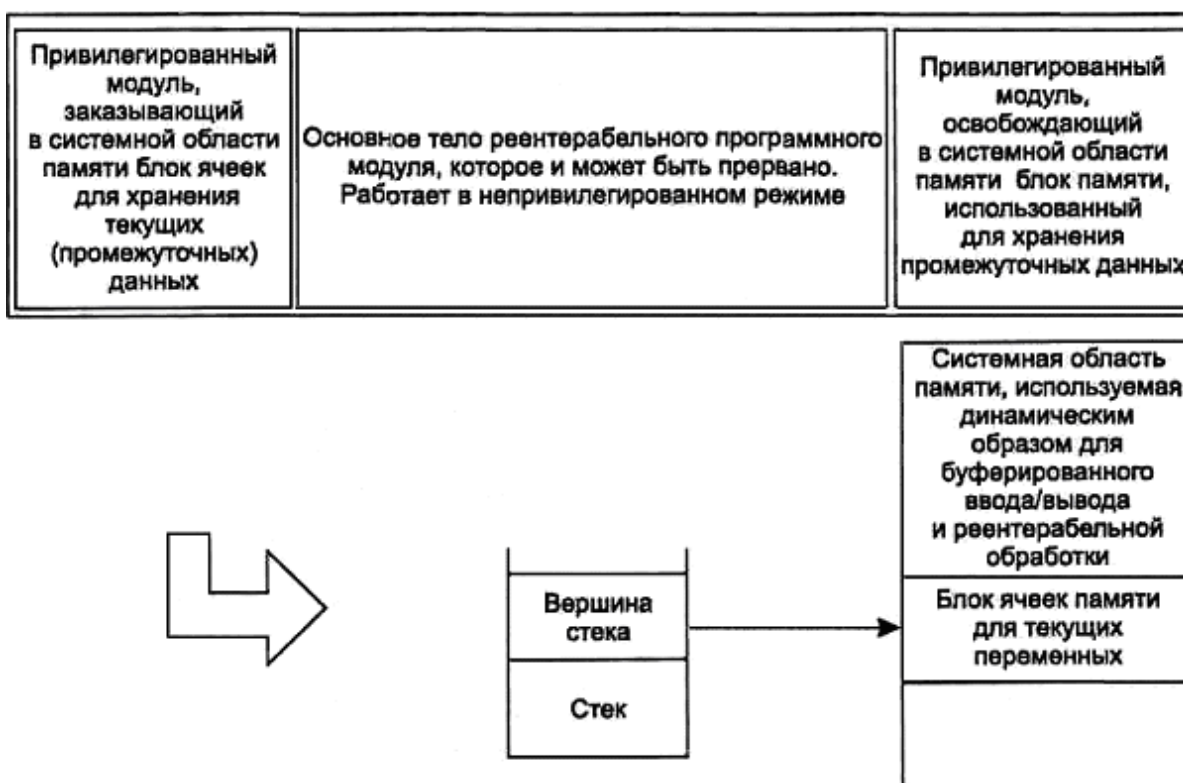 Привилегированный
модуль,
заказывающий
в системной области
памяти блок ячеек
для хранения
текущих
(промежуточных)
данных
Основное тело реентерабельного программного
модуля, которое и может быть прервано.
Работает в непривилегированном режиме
Привилегированный
модуль,
освобождающий
в системной области
памяти блок памяти,
использованный
для хранения
промежуточных данных
Системная область
памяти, используемая
динамическим
образом для
буферированного
ввода/вывода
и реентерабельной
обработки
Вершина
стека
Стек
Блок ячеек памяти
для текущих
переменных